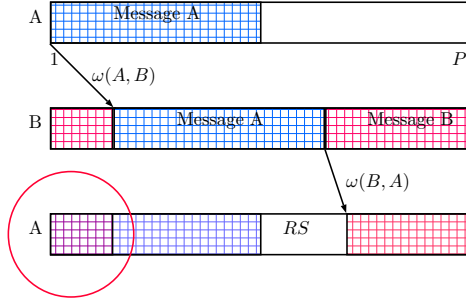 A Message A
1 P
ω(A, B)
B Message A Message B
ω(B, A)
A RS